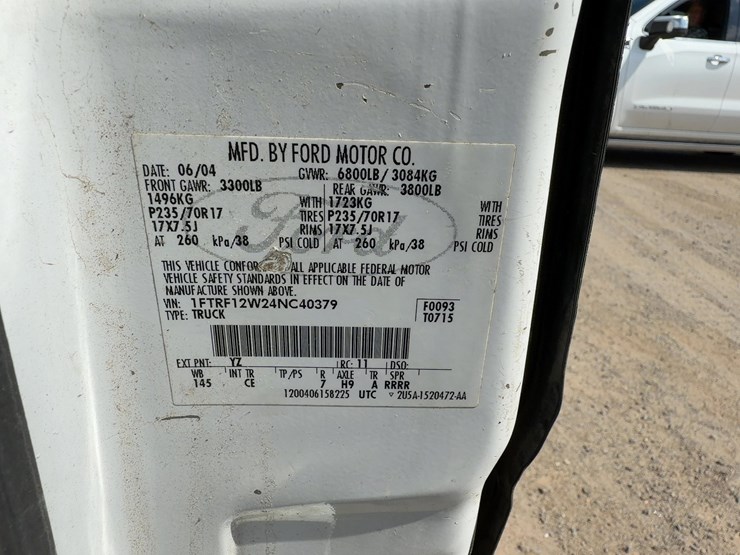 MFD. BY FORD MOTOR CO.
DATE: 06/04 GVWR: 6800LB/ 3084KG
FRONT GAWR: 3300LB REAR GAWR: 3800LB
1496KG WITH 1723KG WITH
P235/70R17 TIRES P235/70R17 TIRES
17X7.5J RIMS 17X7.5J RIMS
AT 260 kPa/38 PSI COLD AT 260 kPa/38 PSI COLD
Ford
THIS VEHICLE CONFOR ALL APPLICABLE FEDERAL MOTOR
VEHICLE SAFETY STANDARDS IN EFFECT ON THE DATE OF
MANUFACTURE SHOWN ABOVE.
VIN: 1FTRF12W24NC40379 F0093
TYPE: TRUCK T0715
EXT PNT: YZ RC: 11 DSO:
WB INT TR TP/PS R AXLE TR SPR
145 CE 7 H9 A RRRR
1200406158225 UTC 2U5A-1520472-AA